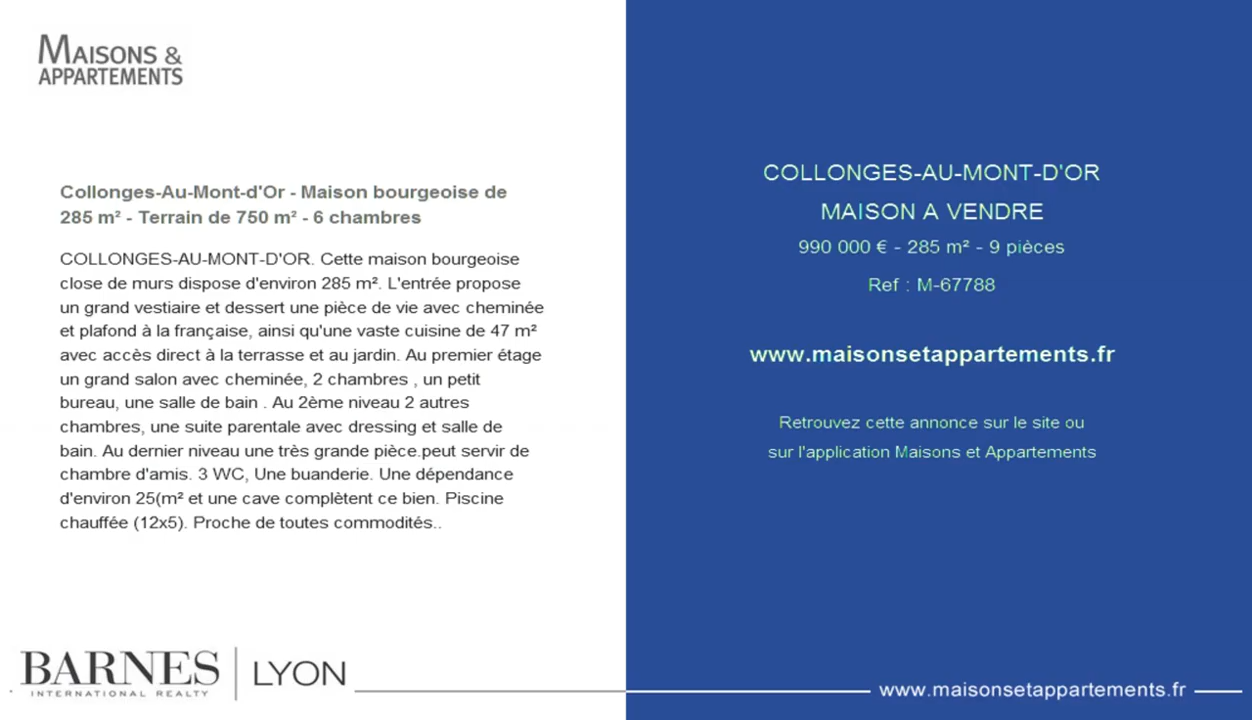 MAISONS &
APPARTEMENTS
Collonges-Au-Mont-d'Or - Maison bourgeoise de
285 m² - Terrain de 750 m² - 6 chambres
COLLONGES-AU-MONT-D'OR. Cette maison bourgeoise
close de murs dispose d'environ 285 m². L'entrée propose
un grand vestiaire et dessert une pièce de vie avec cheminée
et plafond à la française, ainsi qu'une vaste cuisine de 47 m²
avec accès direct à la terrasse et au jardin. Au premier étage
un grand salon avec cheminée, 2 chambres , un petit
bureau, une salle de bain . Au 2ème niveau 2 autres
chambres, une suite parentale avec dressing et salle de
bain. Au dernier niveau une très grande pièce.peut servir de
chambre d'amis. 3 WC, Une buanderie. Une dépendance
d'environ 25(m² et une cave complètent ce bien. Piscine
chauffée (12x5). Proche de toutes commodités..
BARNES
INTERNATIONAL REALTY
LYON
COLLONGES-AU-MONT-D'OR
MAISON A VENDRE
990 000 € - 285 m² - 9 pièces
Ref : M-67788
www.maisonsetappartements.fr
Retrouvez cette annonce sur le site ou
sur l'application Maisons et Appartements
www.maisonsetappartements.fr